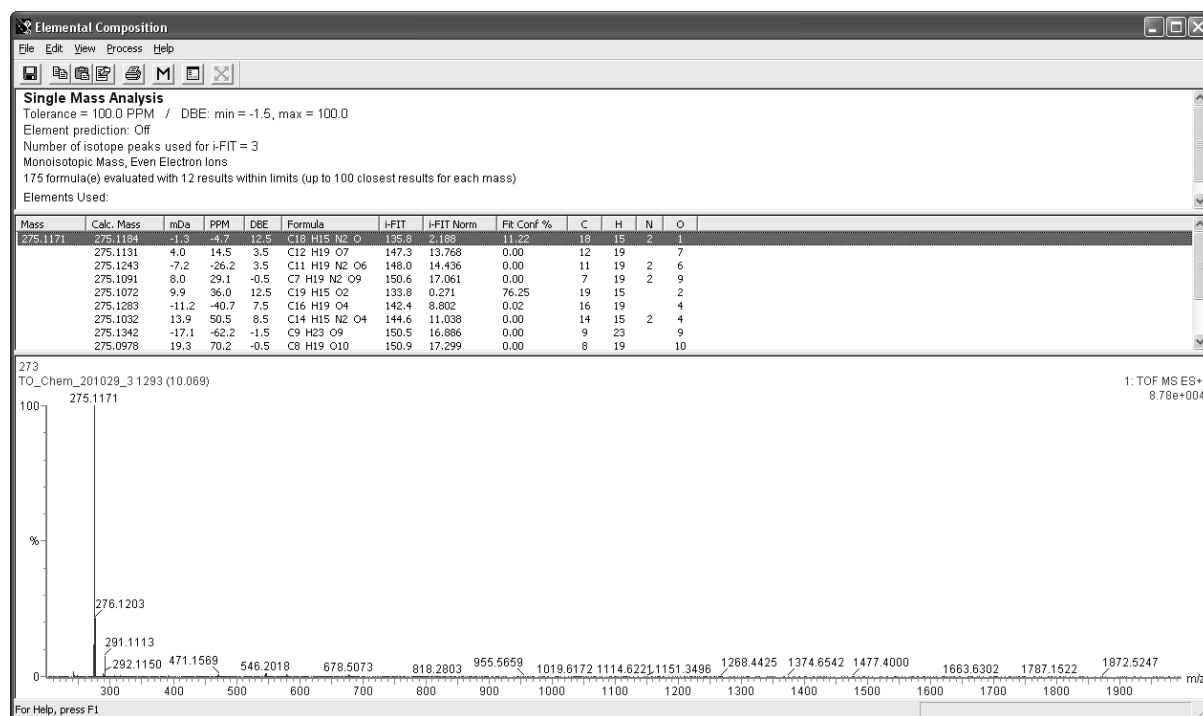 Elemental Composition
File Edit View Process Help
M
Single Mass Analysis
Tolerance = 100.0 PPM / DBE: min = -1.5, max = 100.0
Element prediction: Off
Number of isotope peaks used for i-FIT = 3
Monoisotopic Mass, Even Electron Ions
175 formula(e) evaluated with 12 results within limits (up to 100 closest results for each mass)
Elements Used:
Mass Calc. Mass mDa PPM DBE Formula i-FIT i-FIT Norm Fit Conf % C H N O
275.1171 275.1184 -1.3 -4.7 12.5 C18 H15 N2 O 135.8 2.188 11.22 18 15 2 1
275.1131 4.0 14.5 3.5 C12 H19 O7 147.3 13.768 0.00 12 19 7
275.1243 -7.2 -26.2 3.5 C11 H19 N2 O6 148.0 14.436 0.00 11 19 2 6
275.1091 8.0 29.1 -0.5 C7 H19 N2 O9 150.6 17.061 0.00 7 19 2 9
275.1072 9.9 36.0 12.5 C19 H15 O2 133.8 0.271 76.25 19 15 2
275.1283 -11.2 -40.7 7.5 C16 H19 O4 142.4 8.802 0.02 16 19 4
275.1032 13.9 50.5 8.5 C14 H15 N2 O4 144.6 11.038 0.00 14 15 2 4
275.1342 -17.1 -62.2 -1.5 C9 H23 O9 150.5 16.886 0.00 9 23 9
275.0978 19.3 70.2 -0.5 C8 H19 O10 150.9 17.299 0.00 8 19 10
273
TO_Chem_201029_3 1293 (10.069)
1: TOF MS ES+
8.78e+004
275.1171
100
%
276.1203
291.1113
292.1150 471.1569 546.2018 678.5073 818.2803 955.5659 1019.6172 1114.6221 1151.3496 1268.4425 1374.6542 1477.4000 1663.6302 1787.1522 1872.5247
0
300 400 500 600 700 800 900 1000 1100 1200 1300 1400 1500 1600 1700 1800 1900 m/z
For Help, press F1